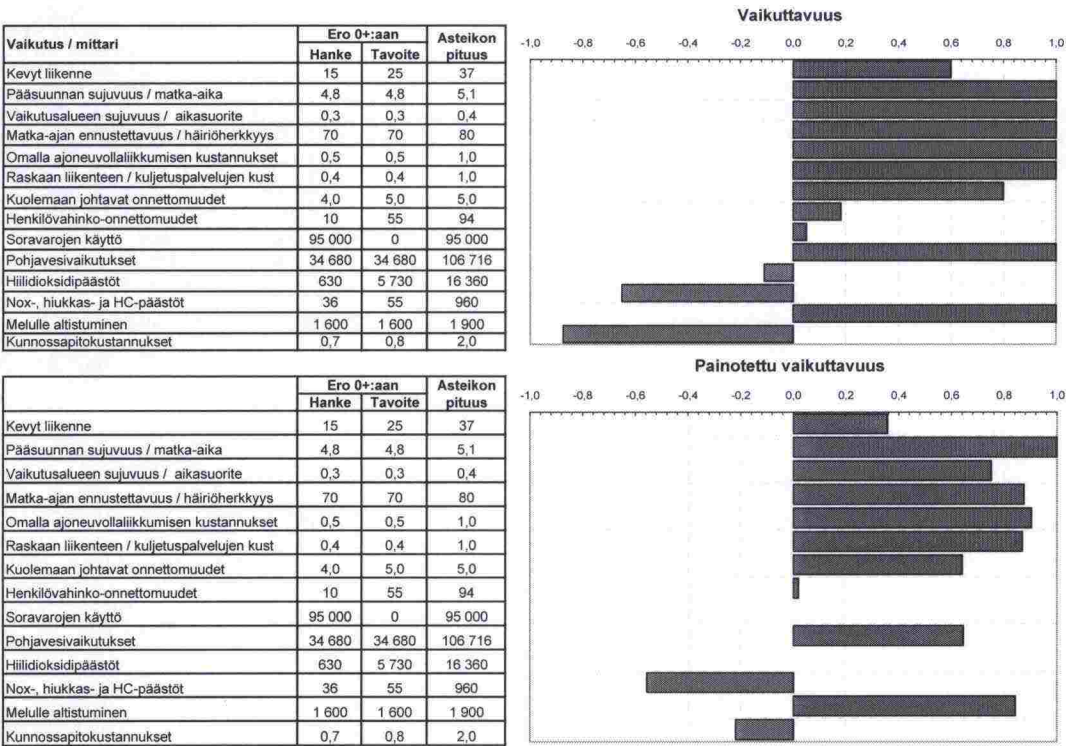 Vaikuttavuus
Vaikutus / mittari Ero 0+:aan Asteikon pituus
Hanke Tavoite
-1,0 -0,8 -0,6 -0,4 -0,2 0,0 0,2 0,4 0,6 0,8 1,0
Kevyt liikenne 15 25 37
Pääsuunnan sujuvuus / matka-aika 4,8 4,8 5,1
Vaikutusalueen sujuvuus / aikasuorite 0,3 0,3 0,4
Matka-ajan ennustettavuus / häiriöherkkyys 70 70 80
Omalla ajoneuvollaliikkumisen kustannukset 0,5 0,5 1,0
Raskaan liikenteen / kuljetuspalvelujen kust 0,4 0,4 1,0
Kuolemaan johtavat onnettomuudet 4,0 5,0 5,0
Henkilövahinko-onnettomuudet 10 55 94
Soravarojen käyttö 95 000 0 95 000
Pohjavesivaikutukset 34 680 34 680 106 716
Hiilidioksidipäästöt 630 5 730 16 360
Nox-, hiukkas- ja HC-päästöt 36 55 960
Melulle altistuminen 1 600 1 600 1 900
Kunnossapitokustannukset 0,7 0,8 2,0
Painotettu vaikuttavuus
Ero 0+:aan Asteikon pituus
Hanke Tavoite
-1,0 -0,8 -0,6 -0,4 -0,2 0,0 0,2 0,4 0,6 0,8 1,0
Kevyt liikenne 15 25 37
Pääsuunnan sujuvuus / matka-aika 4,8 4,8 5,1
Vaikutusalueen sujuvuus / aikasuorite 0,3 0,3 0,4
Matka-ajan ennustettavuus / häiriöherkkyys 70 70 80
Omalla ajoneuvollaliikkumisen kustannukset 0,5 0,5 1,0
Raskaan liikenteen / kuljetuspalvelujen kust 0,4 0,4 1,0
Kuolemaan johtavat onnettomuudet 4,0 5,0 5,0
Henkilövahinko-onnettomuudet 10 55 94
Soravarojen käyttö 95 000 0 95 000
Pohjavesivaikutukset 34 680 34 680 106 716
Hiilidioksidipäästöt 630 5 730 16 360
Nox-, hiukkas- ja HC-päästöt 36 55 960
Melulle altistuminen 1 600 1 600 1 900
Kunnossapitokustannukset 0,7 0,8 2,0